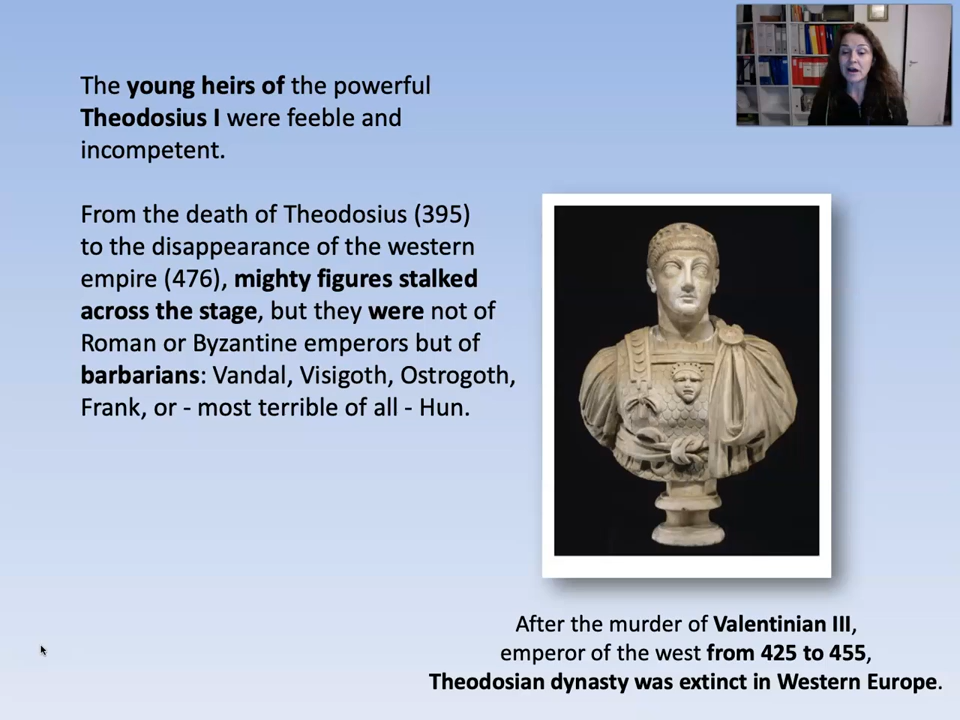 The young heirs of the powerful
Theodosius I were feeble and
incompetent.
From the death of Theodosius (395)
to the disappearance of the western
empire (476), mighty figures stalked
across the stage, but they were not of
Roman or Byzantine emperors but of
barbarians: Vandal, Visigoth, Ostrogoth,
Frank, or - most terrible of all - Hun.
After the murder of Valentinian III,
emperor of the west from 425 to 455,
Theodosian dynasty was extinct in Western Europe.